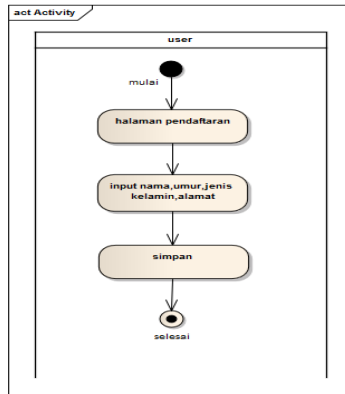 act Activity
user
mulai
halaman pendaftaran
input nama,umur,jenis
kelamin,alamat
simpan
selesai